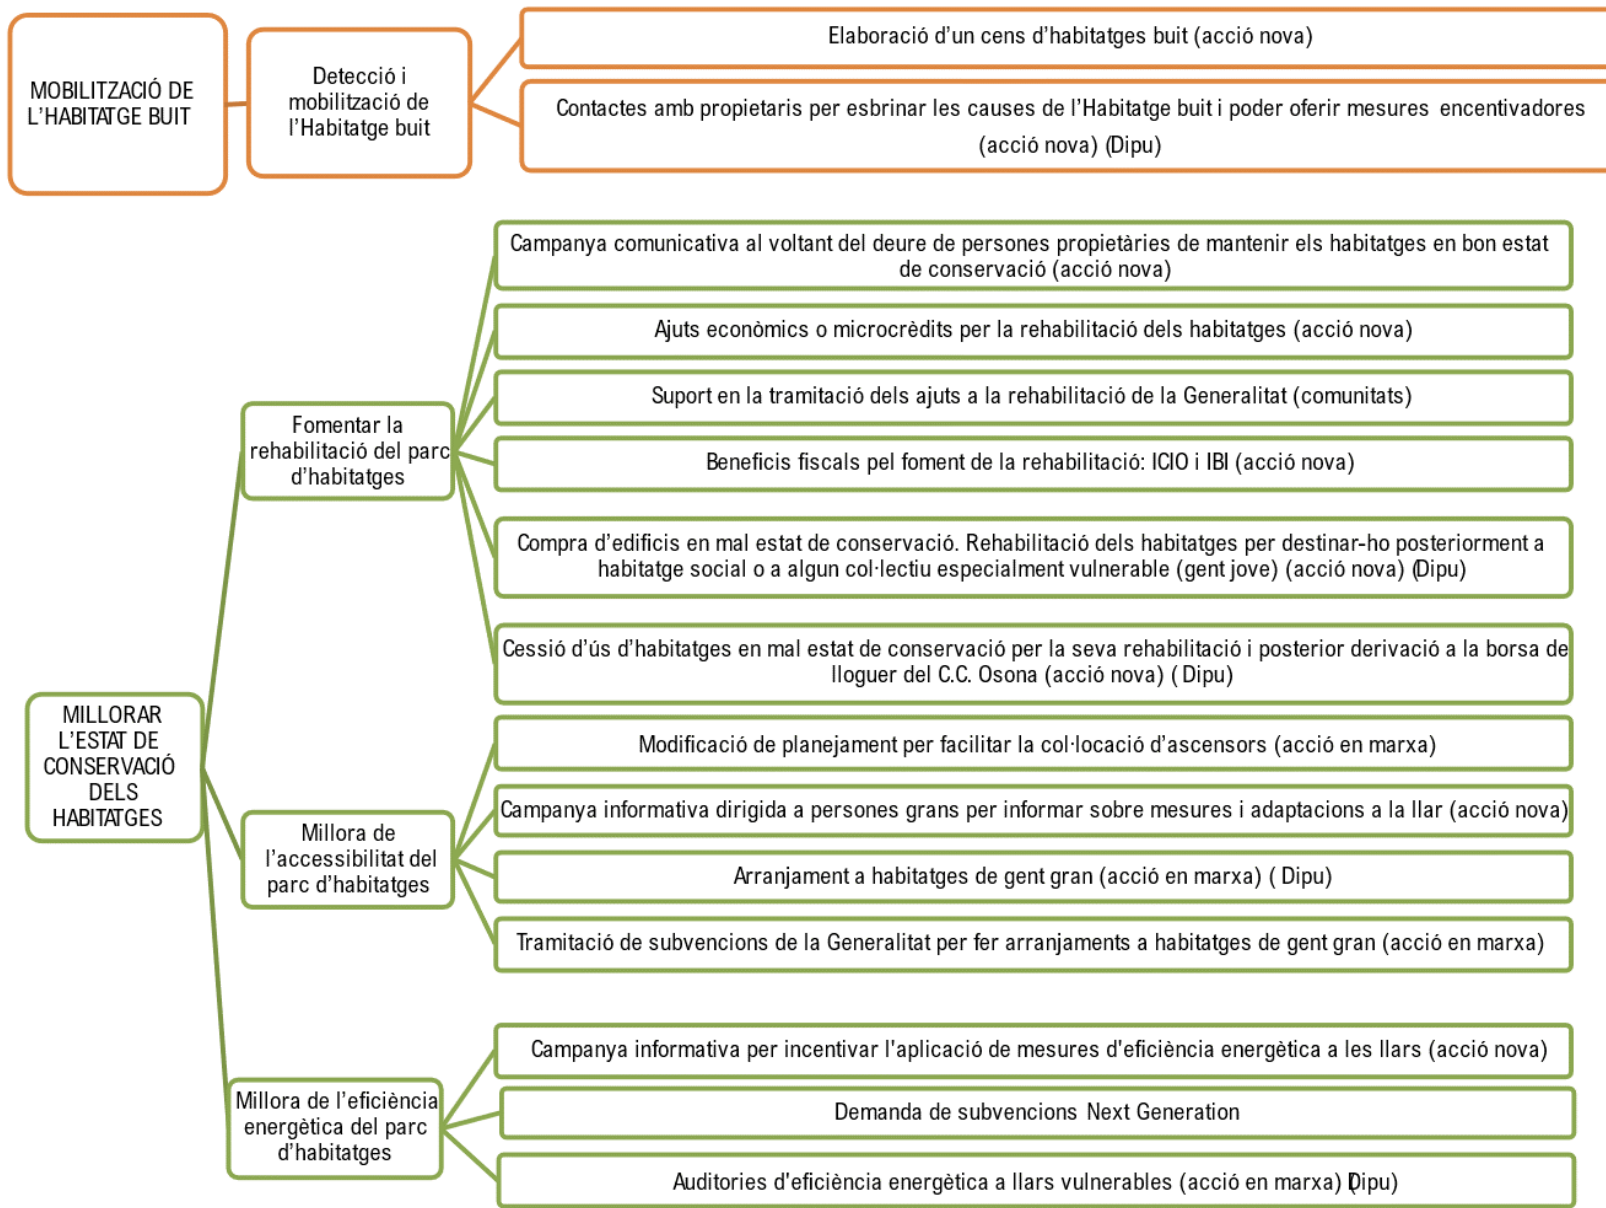 MOBILITZACIÓ DE
L'HABITATGE BUIT
Detecció i
mobilització de
l'Habitatge buit
Elaboració d'un cens d'habitatges buit (acció nova)
Contactes amb propietaris per esbrinar les causes de l'Habitatge buit i poder oferir mesures encentivadores
(acció nova) (Dipu)
MILLORAR
L'ESTAT DE
CONSERVACIÓ
DELS
HABITATGES
Fomentar la
rehabilitació del parc
d'habitatges
Campanya comunicativa al voltant del deure de persones propietàries de mantenir els habitatges en bon estat
de conservació (acció nova)
Ajuts econòmics o microcrèdits per la rehabilitació dels habitatges (acció nova)
Suport en la tramitació dels ajuts a la rehabilitació de la Generalitat (comunitats)
Beneficis fiscals pel foment de la rehabilitació: ICIO i IBI (acció nova)
Compra d'edificis en mal estat de conservació. Rehabilitació dels habitatges per destinar-ho posteriorment a
habitatge social o a algun col·lectiu especialment vulnerable (gent jove) (acció nova) (Dipu)
Cessió d'ús d'habitatges en mal estat de conservació per la seva rehabilitació i posterior derivació a la borsa de
lloguer del C.C. Osona (acció nova) ( Dipu)
Millora de
l'accessibilitat del
parc d'habitatges
Modificació de planejament per facilitar la col·locació d'ascensors (acció en marxa)
Campanya informativa dirigida a persones grans per informar sobre mesures i adaptacions a la llar (acció nova)
Arranjament a habitatges de gent gran (acció en marxa) ( Dipu)
Tramitació de subvencions de la Generalitat per fer arranjaments a habitatges de gent gran (acció en marxa)
Millora de l'eficiència
energètica del parc
d'habitatges
Campanya informativa per incentivar l'aplicació de mesures d'eficiència energètica a les llars (acció nova)
Demanda de subvencions Next Generation
Auditories d'eficiència energètica a llars vulnerables (acció en marxa) (Dipu)